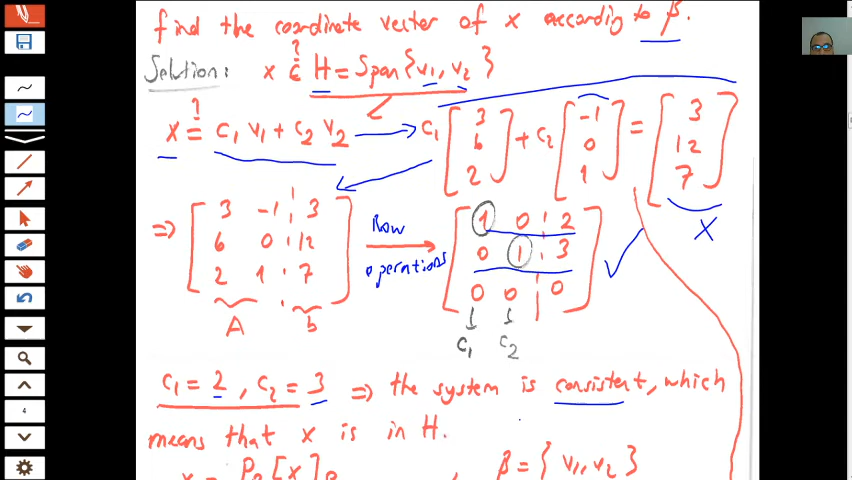 find the coordinate vector of x according to β.
Solution: x ∈? H = Span{v1, v2}
x =? c1 v1 + c2 v2 → c1 [3 6 2] + c2 [-1 0 1] = [3 12 7]
x
⇒ [3 -1 ¦ 3
6 0 ¦ 12
2 1 ¦ 7]
A b
Row operations
[1 0 ¦ 2
0 1 ¦ 3
0 0 ¦ 0]
c1 c2
c1 = 2, c2 = 3 ⇒ the system is consistent, which
means that x is in H.
x = Pβ[x]β , β = {v1, v2}
4